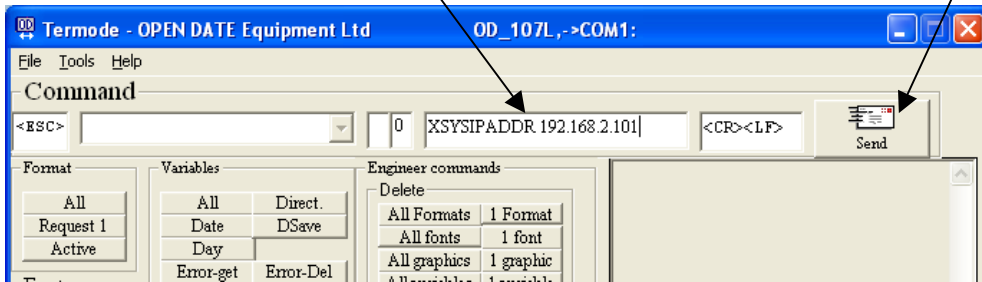 Termode - OPEN DATE Equipment Ltd OD_107L,->COM1:
File Tools Help
Command
<ESC> 0 XSYSIPADDR 192.168.2.101 <CR><LF> Send
Format Variables Engineer commands
Delete
All All Direct. All Formats 1 Format
Request 1 Date DSave All fonts 1 font
Active Day All graphics 1 graphic
Error-get Error-Del